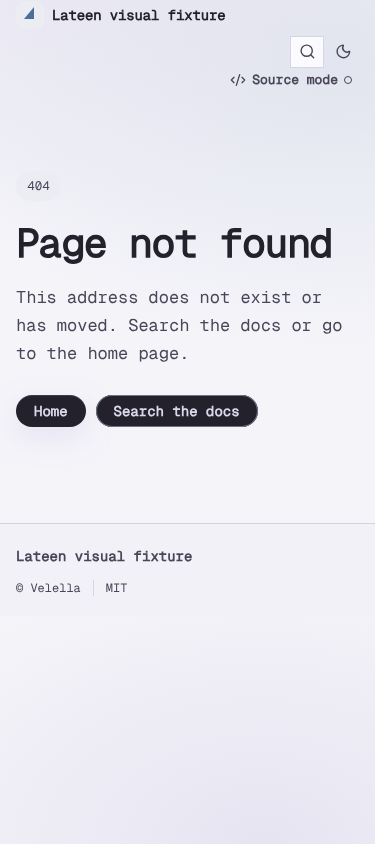 Lateen visual fixture
</> Source mode
404
Page not found
This address does not exist or
has moved. Search the docs or go
to the home page.
Home
Search the docs
Lateen visual fixture
© Velella
MIT